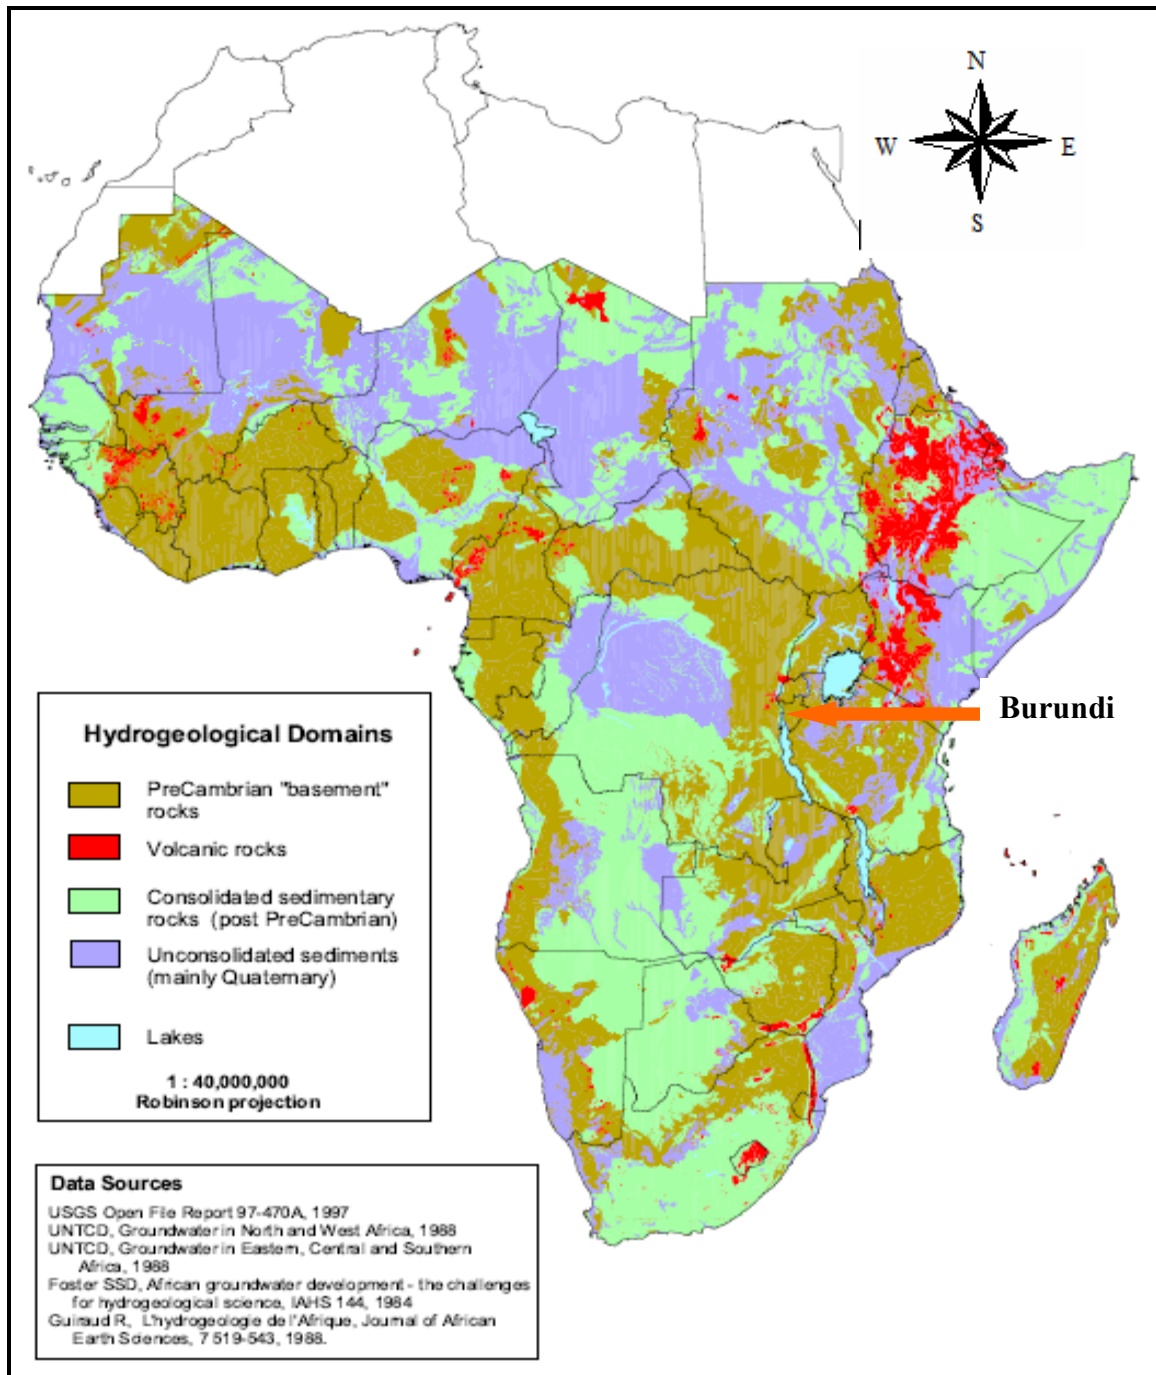 N
W
E
S
Burundi
Hydrogeological Domains
PreCambrian "basement"
rocks
Volcanic rocks
Consolidated sedimentary
rocks (post PreCambrian)
Unconsolidated sediments
(mainly Quaternary)
Lakes
1 : 40,000,000
Robinson projection
Data Sources
USGS Open File Report 97-470A, 1997
UNTCD, Groundwater in North and West Africa, 1988
UNTCD, Groundwater in Eastern, Central and Southern
Africa, 1988
Foster SSD, African groundwater development - the challenges
for hydrogeological science, IAHS 144, 1984
Guiraud R, L'hydrogeologie de l'Afrique, Journal of African
Earth Sciences, 7 519-543, 1988.